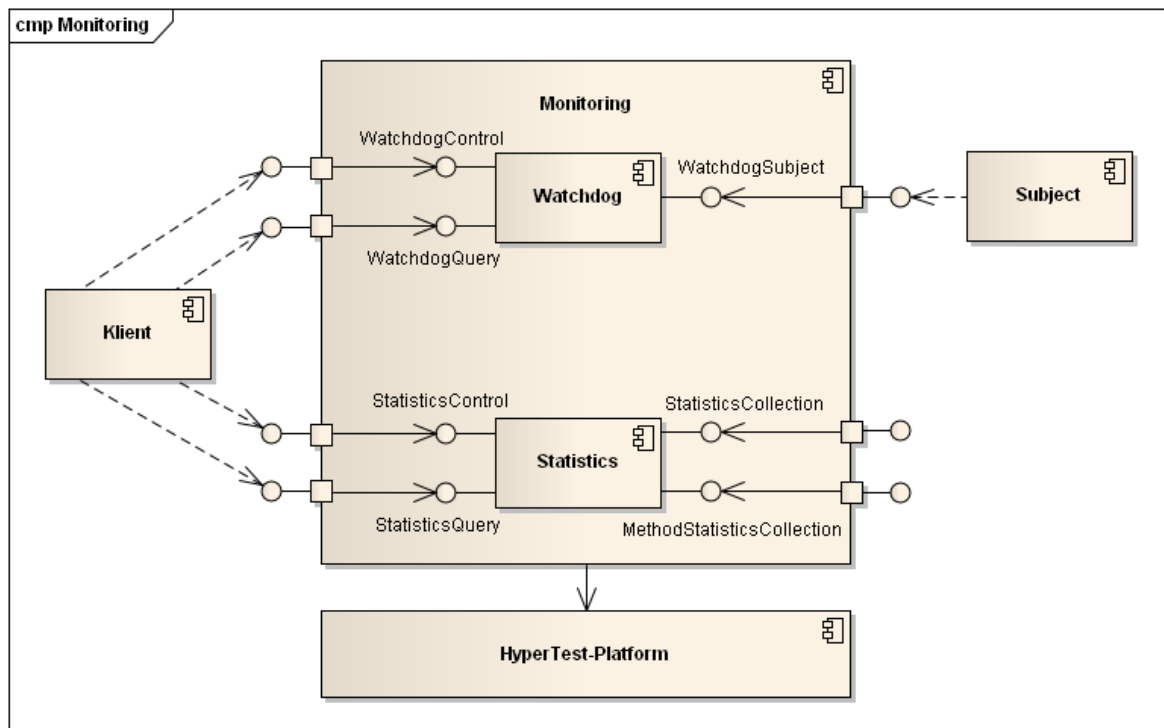 cmp Monitoring
Monitoring
WatchdogControl
WatchdogSubject
Watchdog
Subject
WatchdogQuery
Klient
StatisticsControl
StatisticsCollection
Statistics
StatisticsQuery
MethodStatisticsCollection
HyperTest-Platform